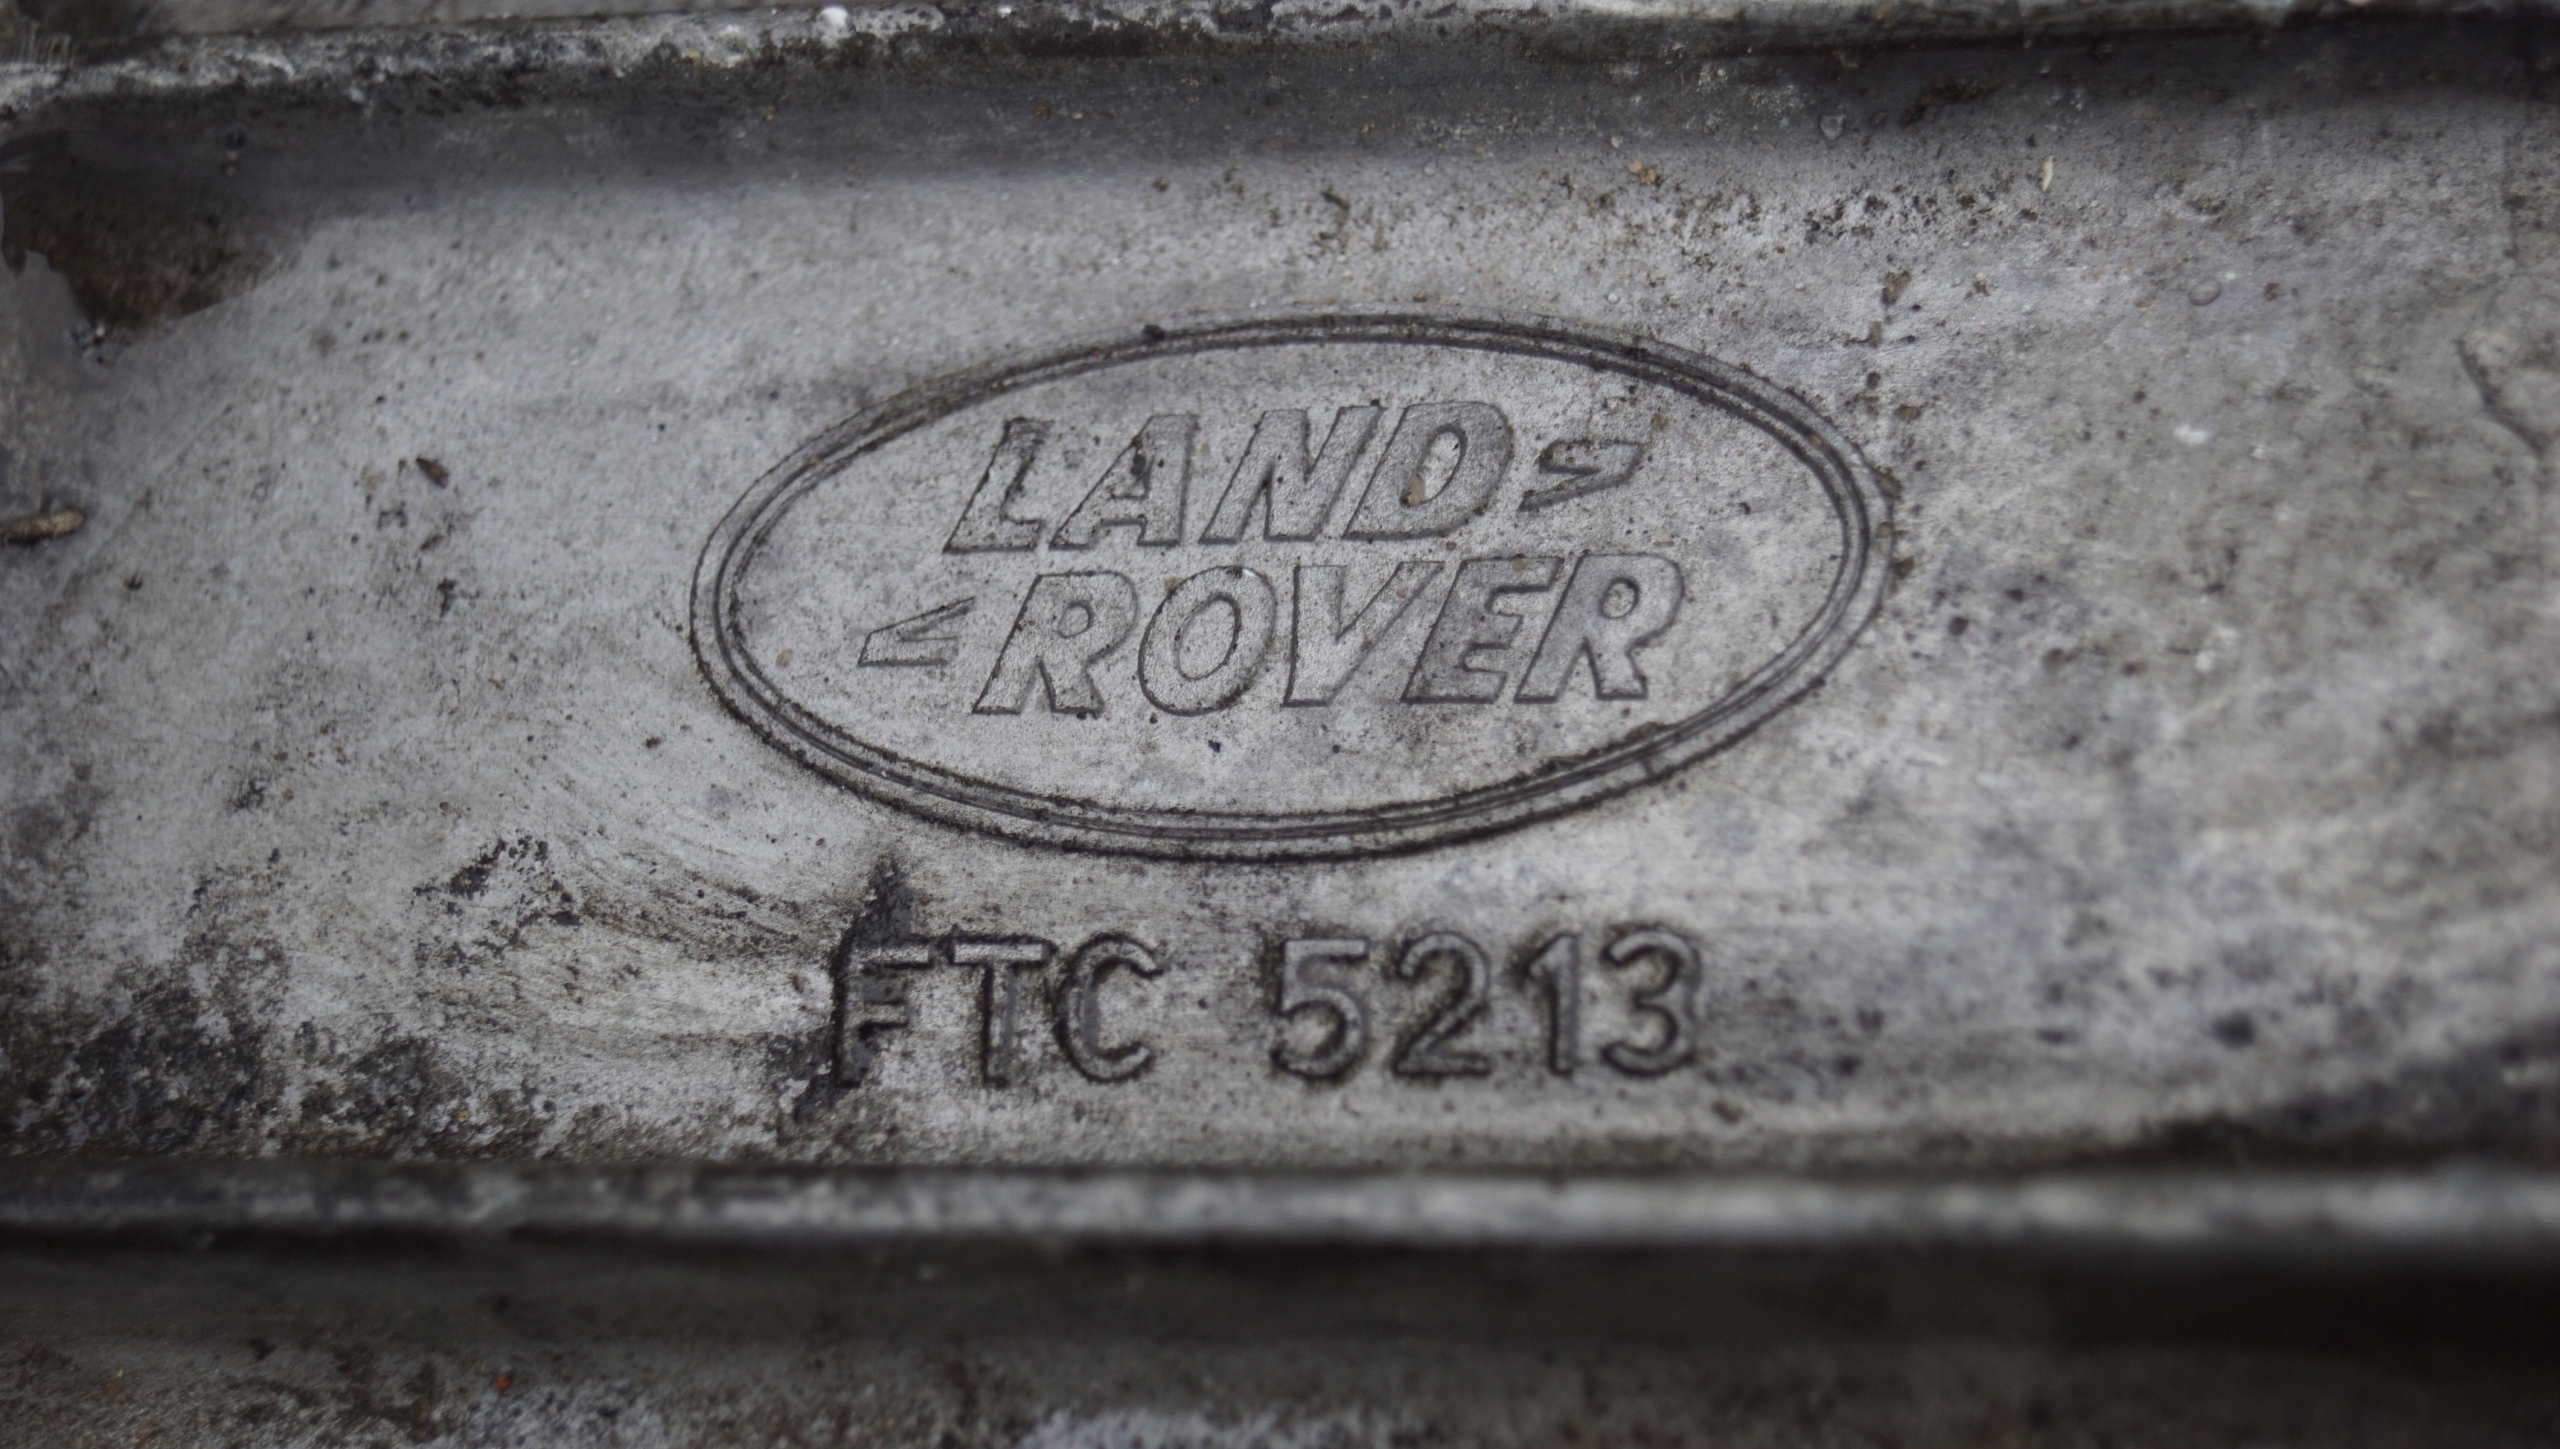 LAND
ROVER
FTC 5213